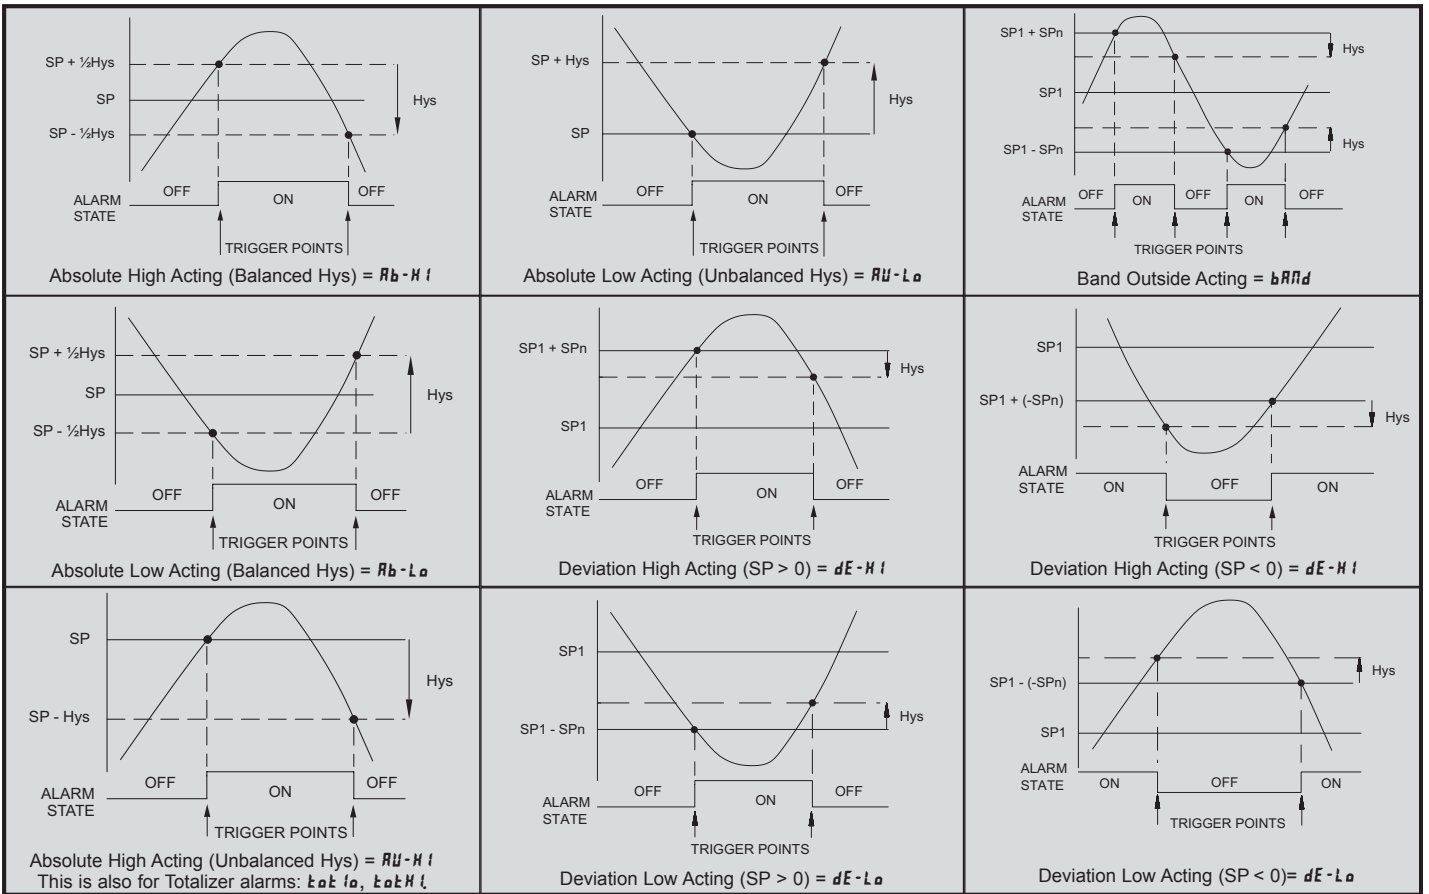 SP + ½Hys
SP
SP - ½Hys
Hys
ALARM
STATE
OFF
ON
OFF
TRIGGER POINTS
Absolute High Acting (Balanced Hys) = Ab-HI
SP + Hys
SP
Hys
ALARM
STATE
OFF
ON
OFF
TRIGGER POINTS
Absolute Low Acting (Unbalanced Hys) = AU-Lo
SP1 + SPn
Hys
SP1
SP1 - SPn
Hys
ALARM
STATE
OFF
ON
OFF
ON
OFF
TRIGGER POINTS
Band Outside Acting = bANd
SP + ½Hys
SP
SP - ½Hys
Hys
ALARM
STATE
OFF
ON
OFF
TRIGGER POINTS
Absolute Low Acting (Balanced Hys) = Ab-Lo
SP1 + SPn
Hys
SP1
ALARM
STATE
OFF
ON
OFF
TRIGGER POINTS
Deviation High Acting (SP > 0) = dE-HI
SP1
SP1 + (-SPn)
Hys
ALARM
STATE
ON
OFF
ON
TRIGGER POINTS
Deviation High Acting (SP < 0) = dE-HI
SP
SP - Hys
Hys
ALARM
STATE
OFF
ON
OFF
TRIGGER POINTS
Absolute High Acting (Unbalanced Hys) = AU-HI
This is also for Totalizer alarms: totlo, totHI
SP1
SP1 - SPn
Hys
ALARM
STATE
OFF
ON
OFF
TRIGGER POINTS
Deviation Low Acting (SP > 0) = dE-Lo
SP1 - (-SPn)
SP1
Hys
ALARM
STATE
ON
OFF
ON
TRIGGER POINTS
Deviation Low Acting (SP < 0)= dE-Lo